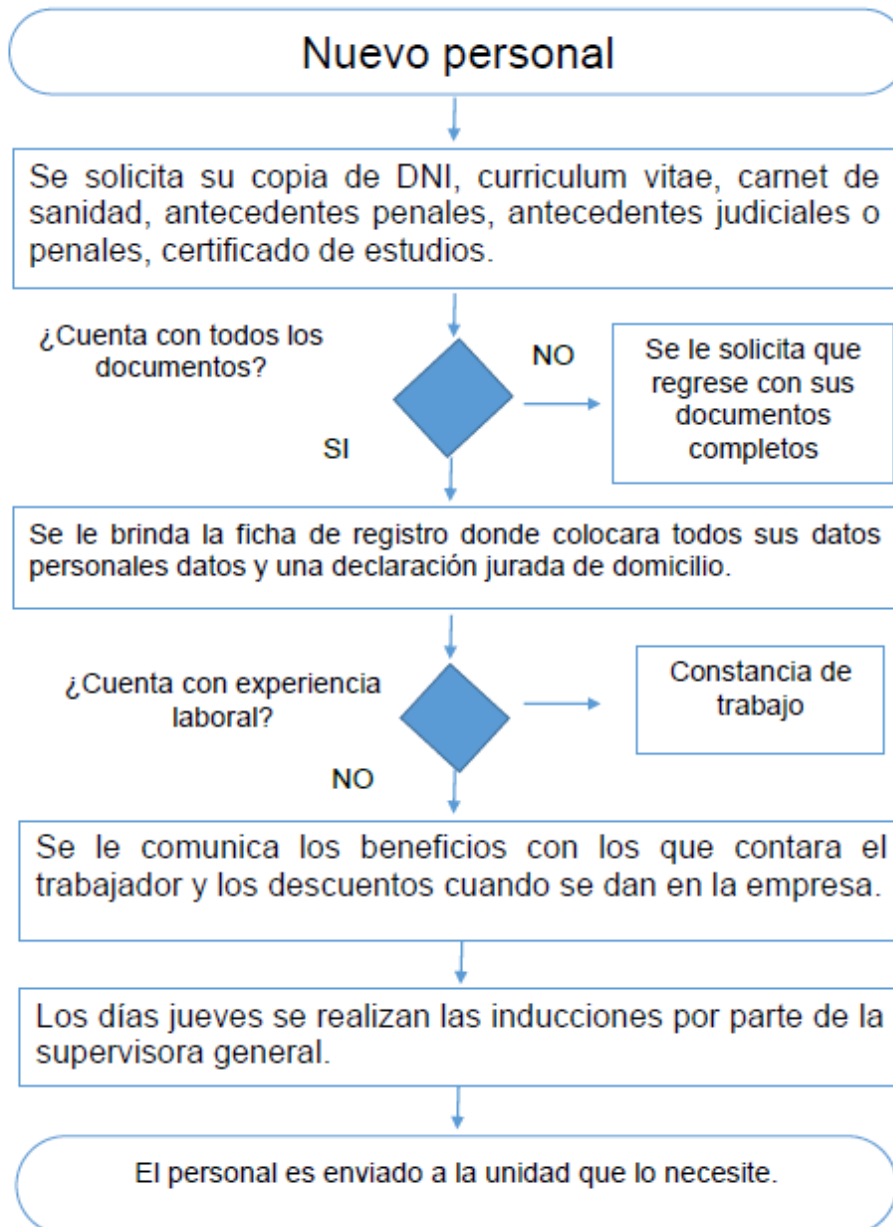 Nuevo personal
Se solicita su copia de DNI, curriculum vitae, carnet de
sanidad, antecedentes penales, antecedentes judiciales o
penales, certificado de estudios.
¿Cuenta con todos los
documentos?
NO
Se le solicita que
regrese con sus
documentos
completos
SI
Se le brinda la ficha de registro donde colocara todos sus datos
personales datos y una declaración jurada de domicilio.
¿Cuenta con experiencia
laboral?
Constancia de
trabajo
NO
Se le comunica los beneficios con los que contara el
trabajador y los descuentos cuando se dan en la empresa.
Los días jueves se realizan las inducciones por parte de la
supervisora general.
El personal es enviado a la unidad que lo necesite.